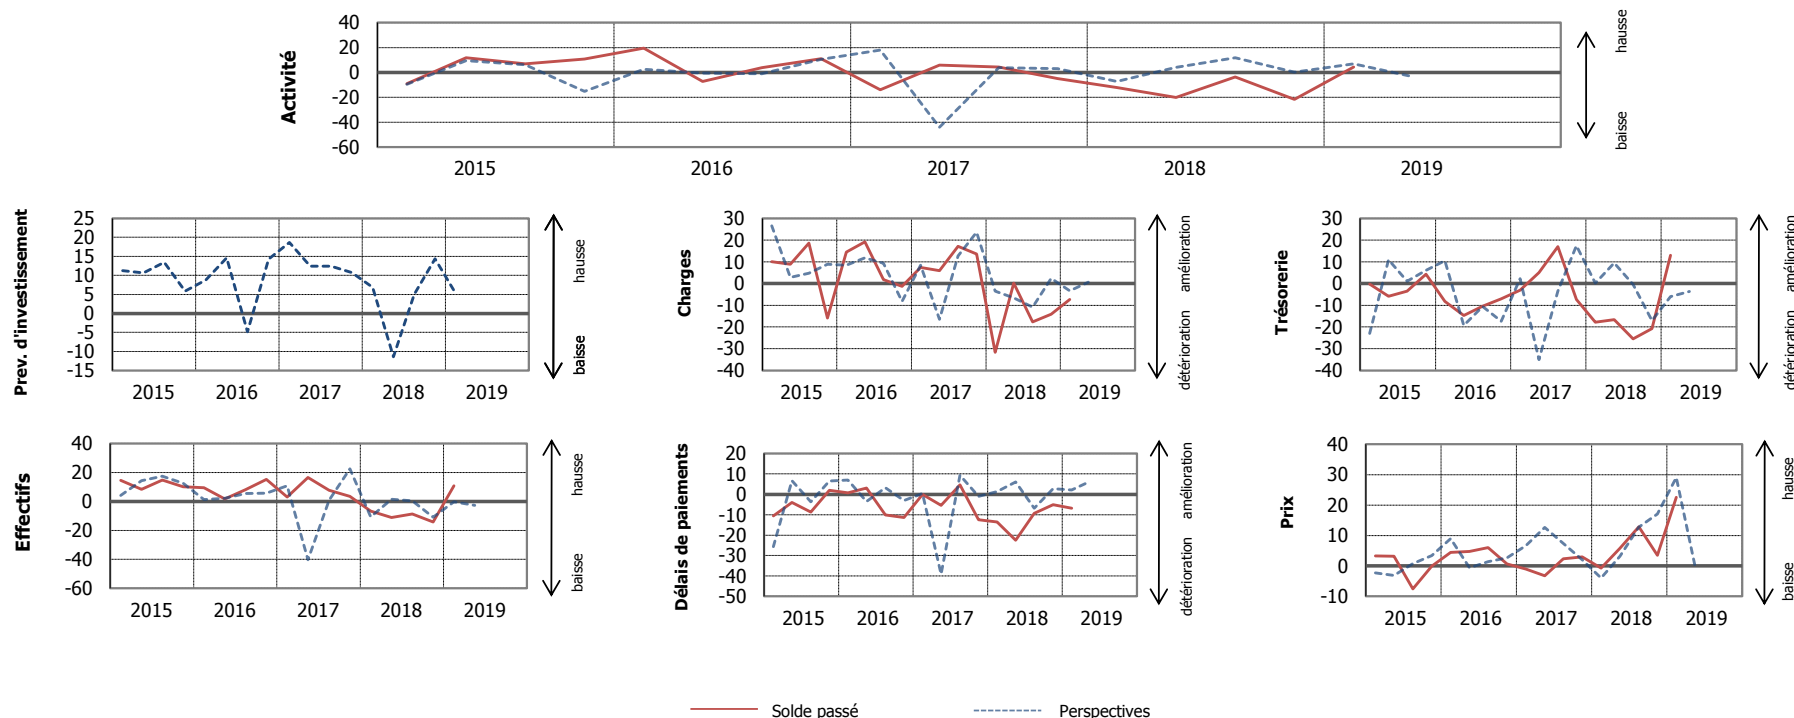 Activité
40
20
0
-20
-40
-60
2015 2016 2017 2018 2019
hausse
baisse
Prev. d'investissement
25
20
15
10
5
0
-5
-10
-15
2015 2016 2017 2018 2019
hausse
baisse
Charges
30
20
10
0
-10
-20
-30
-40
2015 2016 2017 2018 2019
amélioration
détérioration
Trésorerie
30
20
10
0
-10
-20
-30
-40
2015 2016 2017 2018 2019
amélioration
détérioration
Effectifs
40
20
0
-20
-40
-60
2015 2016 2017 2018 2019
hausse
baisse
Délais de paiements
20
10
0
-10
-20
-30
-40
-50
2015 2016 2017 2018 2019
amélioration
détérioration
Prix
40
30
20
10
0
-10
2015 2016 2017 2018 2019
hausse
baisse
Solde passé Perspectives